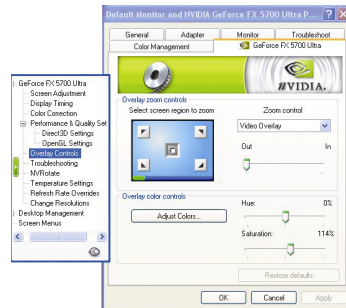 Default Monitor and NVIDIA GeForce FX 5700 Ultra P...
General
Adapter
Monitor
Troubleshoot
Color Management
GeForce FX 5700 Ultra
NVIDIA.
GeForce FX 5700 Ultra
Screen Adjustment
Display Timing
Color Correction
Performance & Quality Set
Direct3D Settings
OpenGL Settings
Overlay Controls
Troubleshooting
NVRotate
Temperature Settings
Refresh Rate Overrides
Change Resolutions
Desktop Management
Screen Menus
Overlay zoom controls
Select screen region to zoom
Zoom control
Video Overlay
Out
In
Overlay color controls
Adjust Colors...
Hue:
0%
Saturation:
114%
Restore defaults
OK
Cancel
Apply